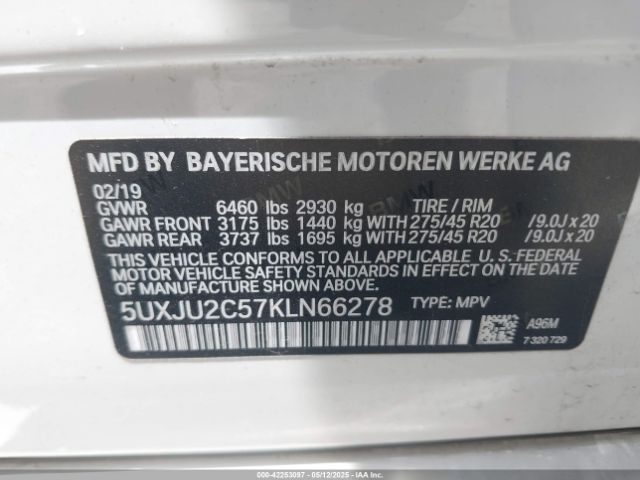 MFD BY BAYERISCHE MOTOREN WERKE AG
02/19
GVWR 6460 lbs 2930 kg TIRE / RIM
GAWR FRONT 3175 lbs 1440 kg WITH 275/45 R20 /9.0J x 20
GAWR REAR 3737 lbs 1695 kg WITH 275/45 R20 /9.0J x 20
THIS VEHICLE CONFORMS TO ALL APPLICABLE U.S. FEDERAL
MOTOR VEHICLE SAFETY STANDARDS IN EFFECT ON THE DATE
OF MANUFACTURE SHOWN ABOVE.
5UXJU2C57KLN66278 TYPE: MPV
A96M
7 320 729
000-42253097 - 05/12/2025 - IAAI.COM